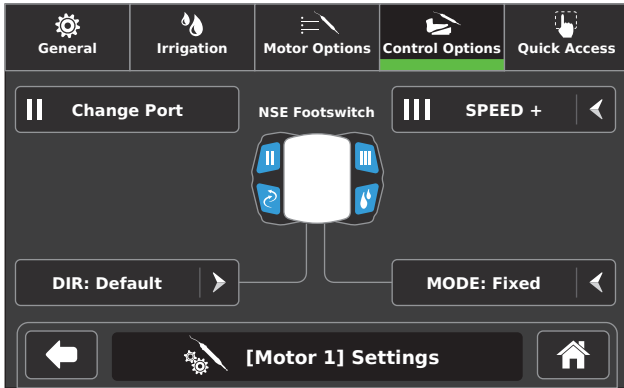 General
Irrigation
Motor Options
Control Options
Quick Access
Change Port
NSE Footswitch
SPEED +
DIR: Default
MODE: Fixed
[Motor 1] Settings